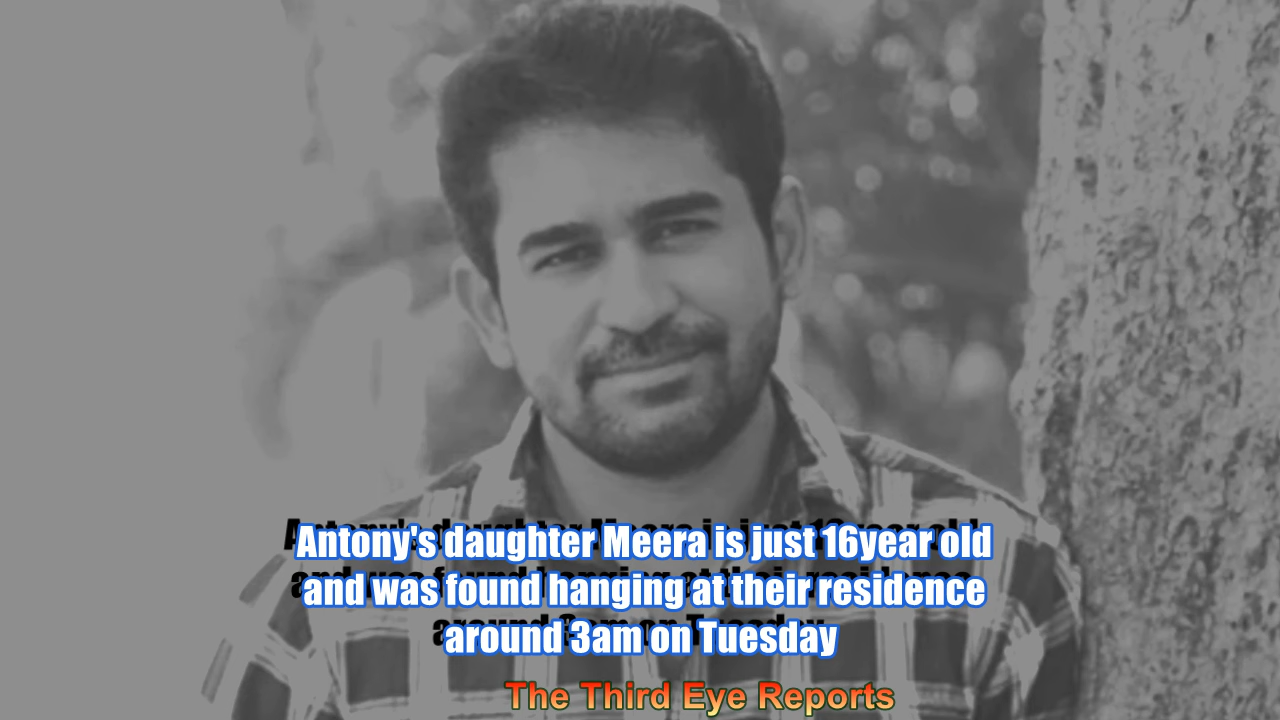 Antony's daughter Meera is just 16year old
and was found hanging at their residence
around 3am on Tuesday
The Third Eye Reports